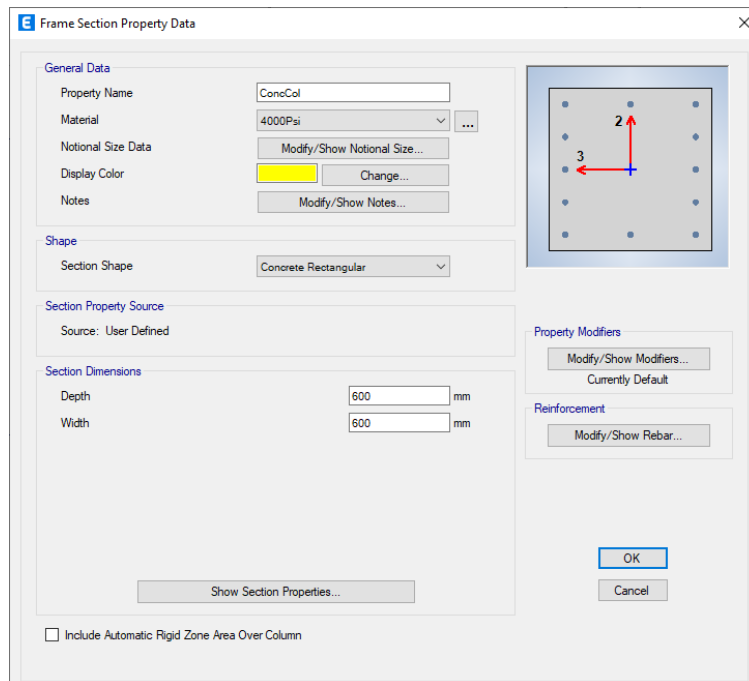 E Frame Section Property Data
General Data
Property Name ConcCol
Material 4000Psi ...
Notional Size Data Modify/Show Notional Size...
Display Color Change...
Notes Modify/Show Notes...
2
3
Shape
Section Shape Concrete Rectangular
Section Property Source
Source: User Defined
Property Modifiers
Modify/Show Modifiers...
Currently Default
Section Dimensions
Depth 600 mm
Width 600 mm
Reinforcement
Modify/Show Rebar...
OK
Show Section Properties... Cancel
Include Automatic Rigid Zone Area Over Column